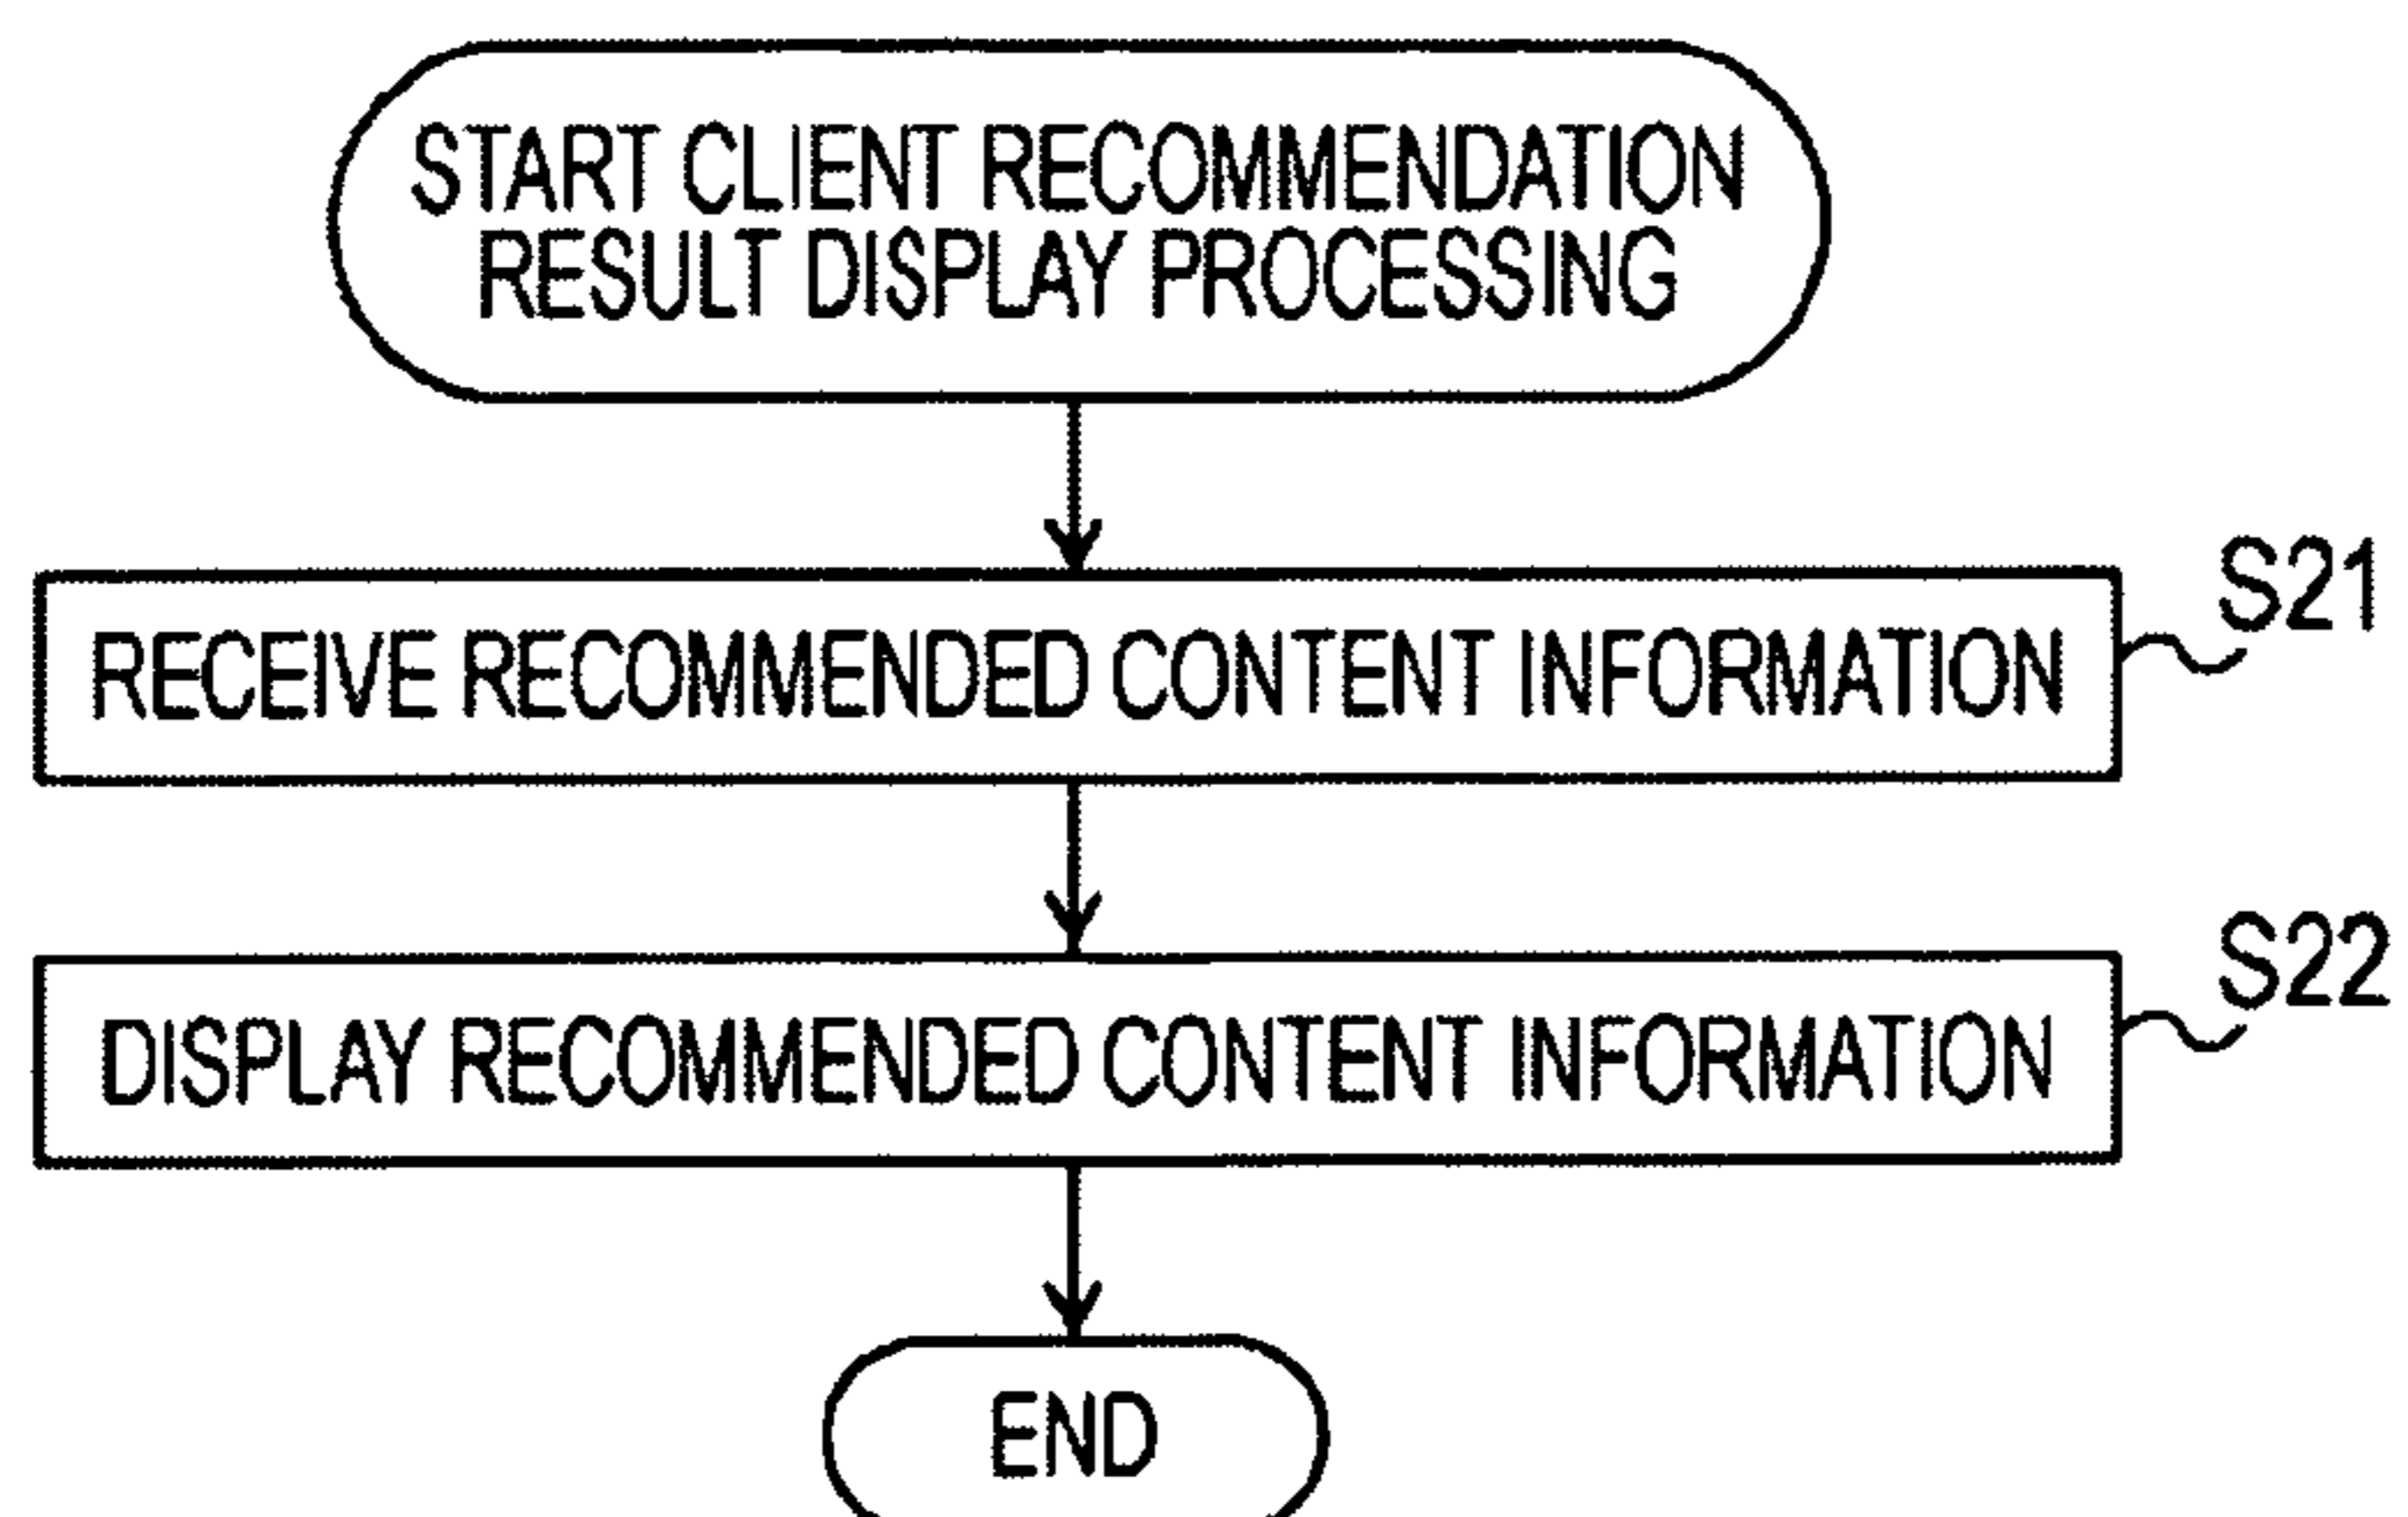 START CLIENT RECOMMENDATION
RESULT DISPLAY PROCESSING
S21
RECEIVE RECOMMENDED CONTENT INFORMATION
S22
DISPLAY RECOMMENDED CONTENT INFORMATION
END